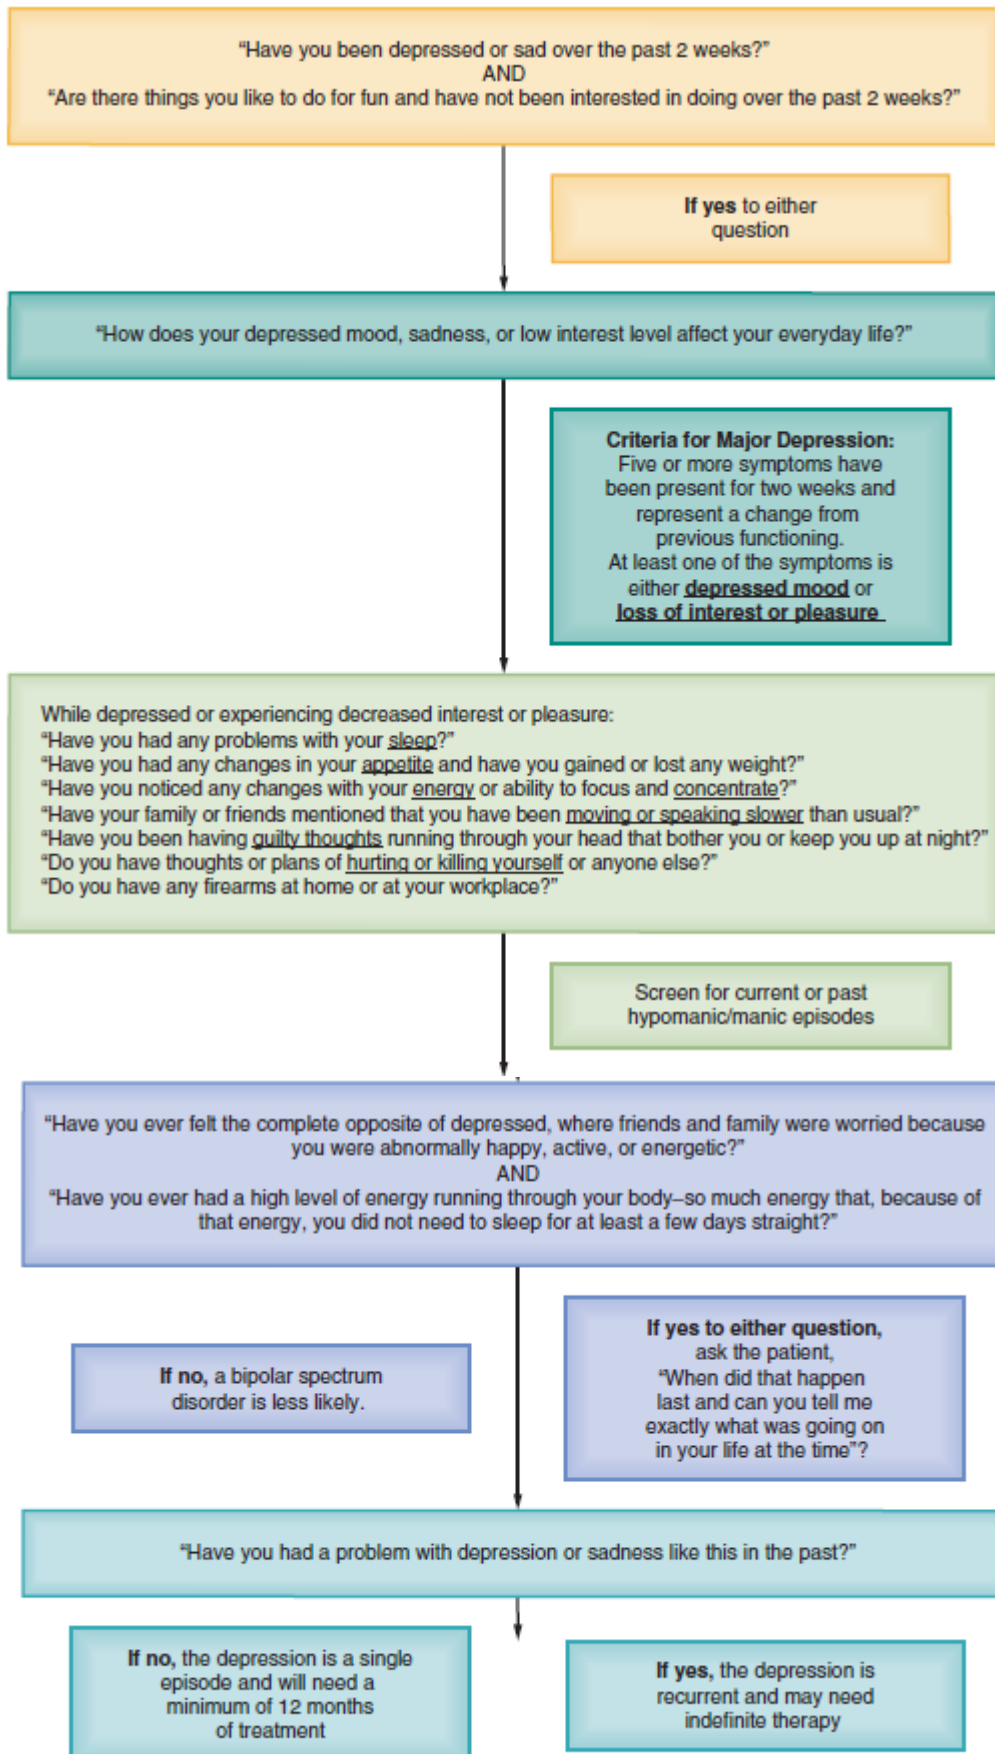 “Have you been depressed or sad over the past 2 weeks?”
AND
“Are there things you like to do for fun and have not been interested in doing over the past 2 weeks?”
If yes to either
question
“How does your depressed mood, sadness, or low interest level affect your everyday life?”
Criteria for Major Depression:
Five or more symptoms have
been present for two weeks and
represent a change from
previous functioning.
At least one of the symptoms is
either depressed mood or
loss of interest or pleasure
While depressed or experiencing decreased interest or pleasure:
“Have you had any problems with your sleep?”
“Have you had any changes in your appetite and have you gained or lost any weight?”
“Have you noticed any changes with your energy or ability to focus and concentrate?”
“Have your family or friends mentioned that you have been moving or speaking slower than usual?”
“Have you been having guilty thoughts running through your head that bother you or keep you up at night?”
“Do you have thoughts or plans of hurting or killing yourself or anyone else?”
“Do you have any firearms at home or at your workplace?”
Screen for current or past
hypomanic/manic episodes
“Have you ever felt the complete opposite of depressed, where friends and family were worried because
you were abnormally happy, active, or energetic?”
AND
“Have you ever had a high level of energy running through your body–so much energy that, because of
that energy, you did not need to sleep for at least a few days straight?”
If no, a bipolar spectrum
disorder is less likely.
If yes to either question,
ask the patient,
“When did that happen
last and can you tell me
exactly what was going on
in your life at the time”?
“Have you had a problem with depression or sadness like this in the past?”
If no, the depression is a single
episode and will need a
minimum of 12 months
of treatment
If yes, the depression is
recurrent and may need
indefinite therapy